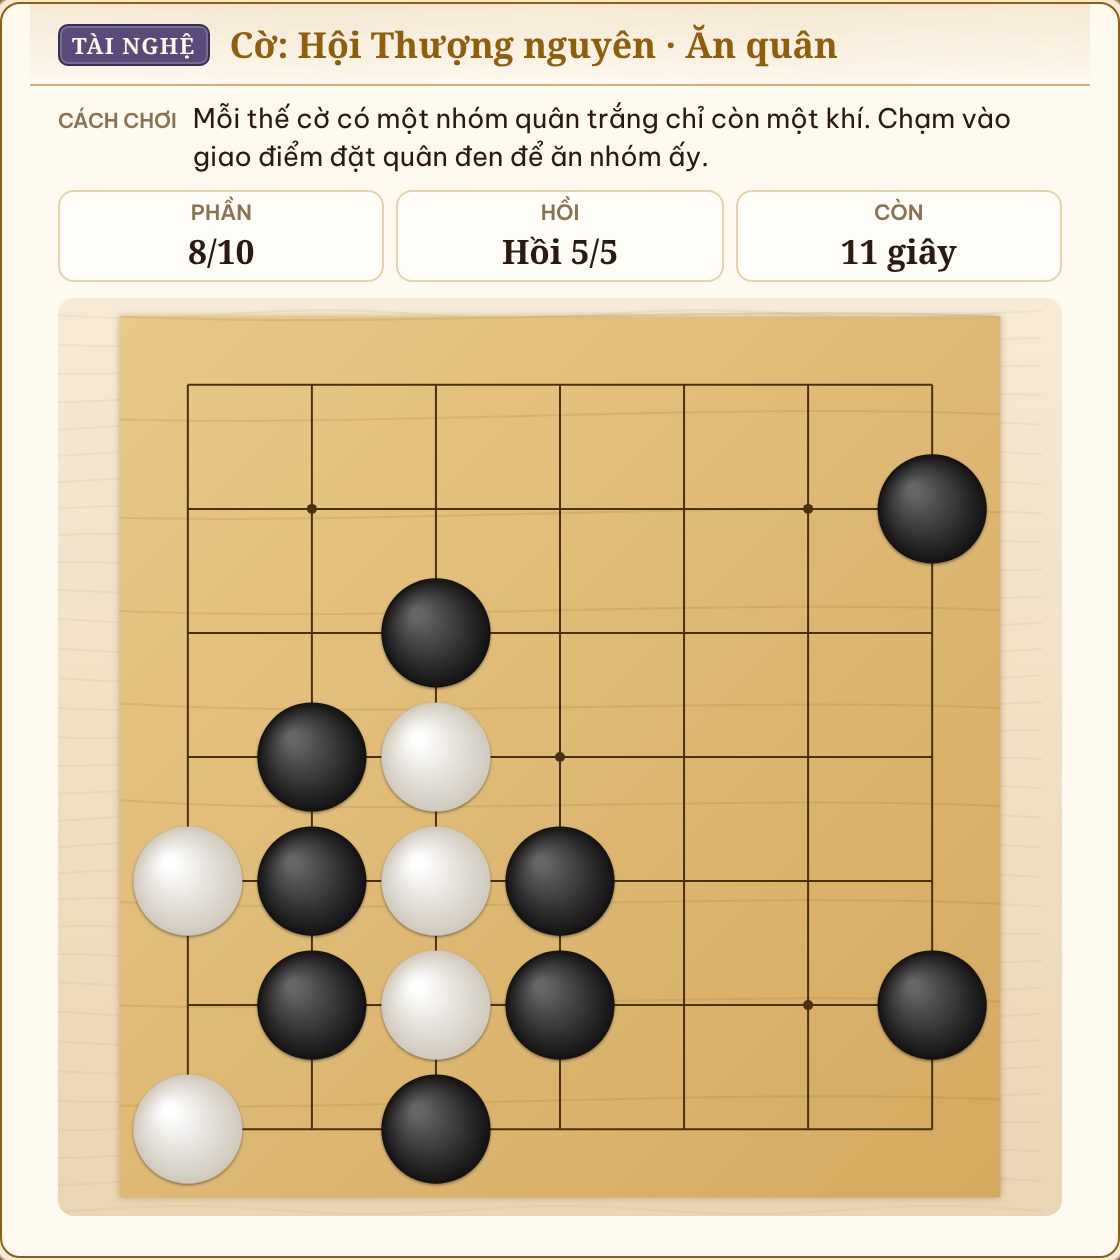 TÀI NGHỆ
Cờ: Hội Thượng nguyên · Ăn quân
CÁCH CHƠI
Mỗi thế cờ có một nhóm quân trắng chỉ còn một khí. Chạm vào
giao điểm đặt quân đen để ăn nhóm ấy.
PHẦN
8/10
HỒI
Hồi 5/5
CÒN
11 giây